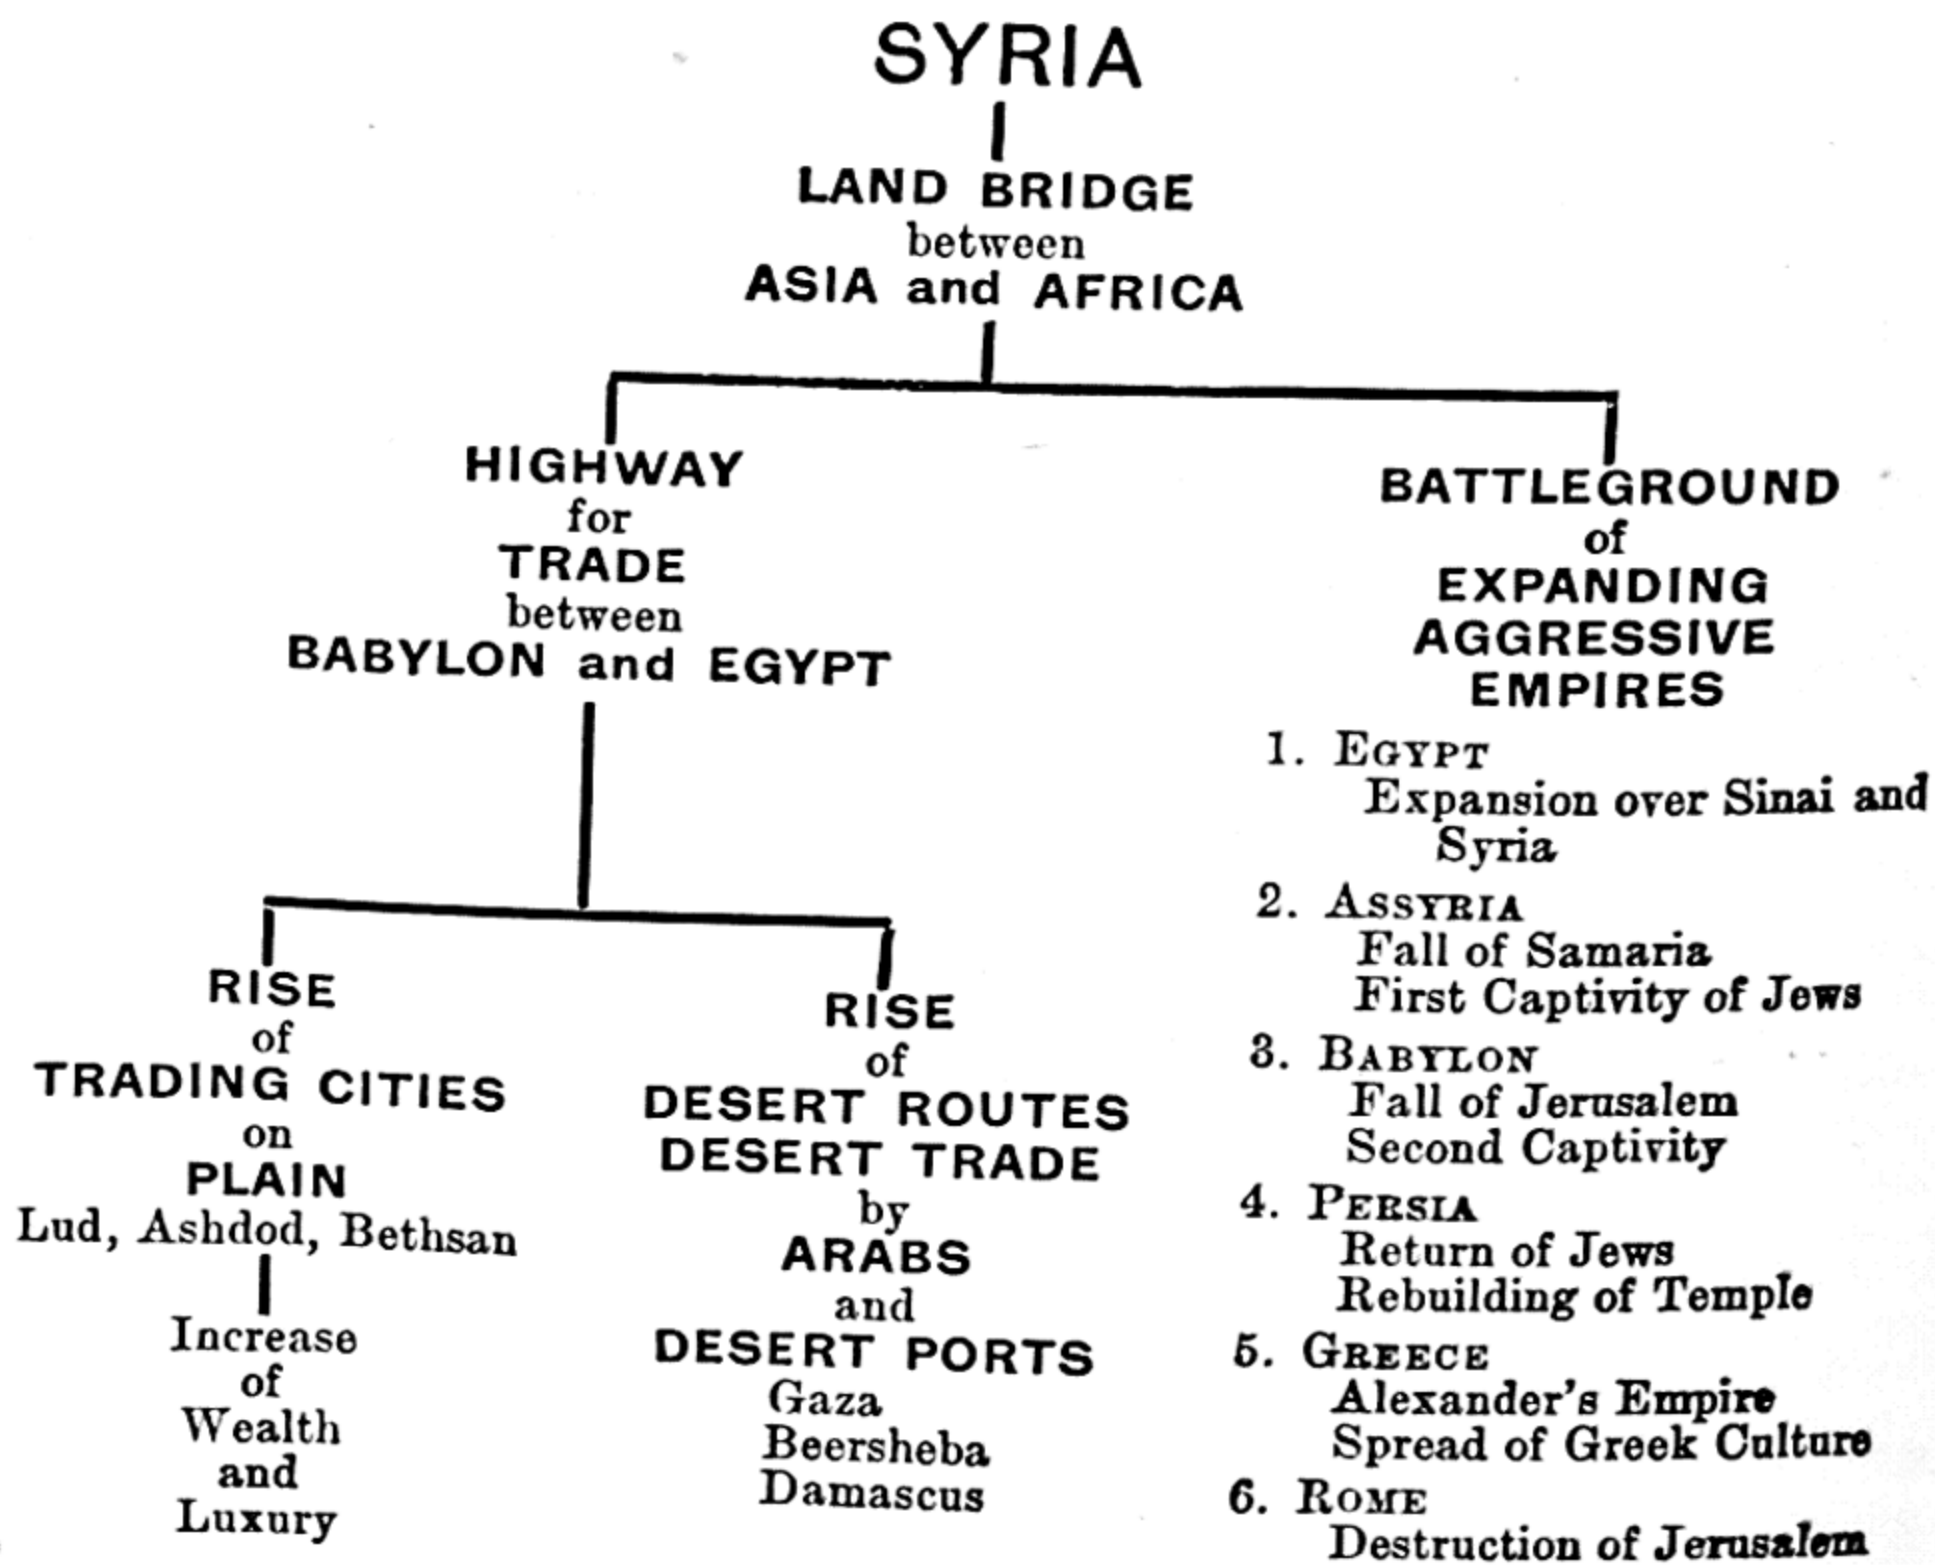 SYRIA
LAND BRIDGE
between
ASIA and AFRICA
HIGHWAY
for
TRADE
between
BABYLON and EGYPT
RISE
of
TRADING CITIES
on
PLAIN
Lud, Ashdod, Bethsan
Increase
of
Wealth
and
Luxury
RISE
of
DESERT ROUTES
DESERT TRADE
by
ARABS
and
DESERT PORTS
Gaza
Beersheba
Damascus
BATTLEGROUND
of
EXPANDING
AGGRESSIVE
EMPIRES
1. EGYPT
Expansion over Sinai and
Syria
2. ASSYRIA
Fall of Samaria
First Captivity of Jews
3. BABYLON
Fall of Jerusalem
Second Captivity
4. PERSIA
Return of Jews
Rebuilding of Temple
5. GREECE
Alexander's Empire
Spread of Greek Culture
6. ROME
Destruction of Jerusalem